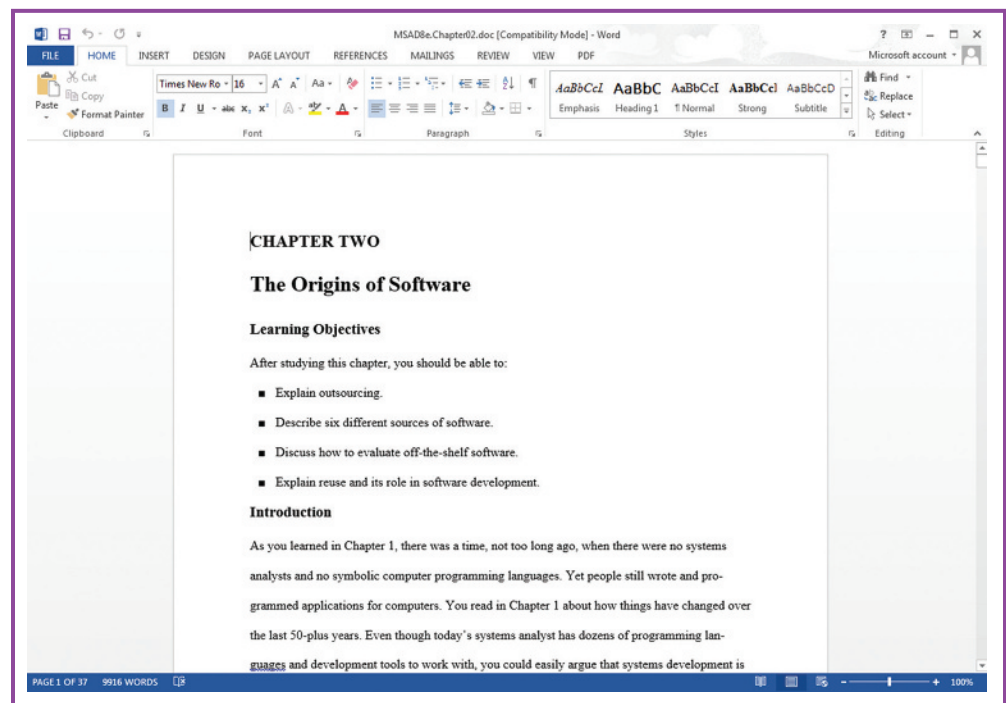 MSAD8e.Chapter02.doc [Compatibility Mode] - Word
FILE HOME INSERT DESIGN PAGE LAYOUT REFERENCES MAILINGS REVIEW VIEW PDF Microsoft account
Cut
Copy
Paste
Format Painter
Clipboard
Times New Ro 16 A A Aa
B I U abc x₂ x² A A
Font
Paragraph
AaBbCcI AaBbC AaBbCcI AaBbCcI AaBbCcD
Emphasis Heading 1 ¶ Normal Strong Subtitle
Styles
Find
Replace
Select
Editing
CHAPTER TWO
The Origins of Software
Learning Objectives
After studying this chapter, you should be able to:
■ Explain outsourcing.
■ Describe six different sources of software.
■ Discuss how to evaluate off-the-shelf software.
■ Explain reuse and its role in software development.
Introduction
As you learned in Chapter 1, there was a time, not too long ago, when there were no systems
analysts and no symbolic computer programming languages. Yet people still wrote and pro-
grammed applications for computers. You read in Chapter 1 about how things have changed over
the last 50-plus years. Even though today's systems analyst has dozens of programming lan-
guages and development tools to work with, you could easily argue that systems development is
PAGE 1 OF 37 9916 WORDS 100%